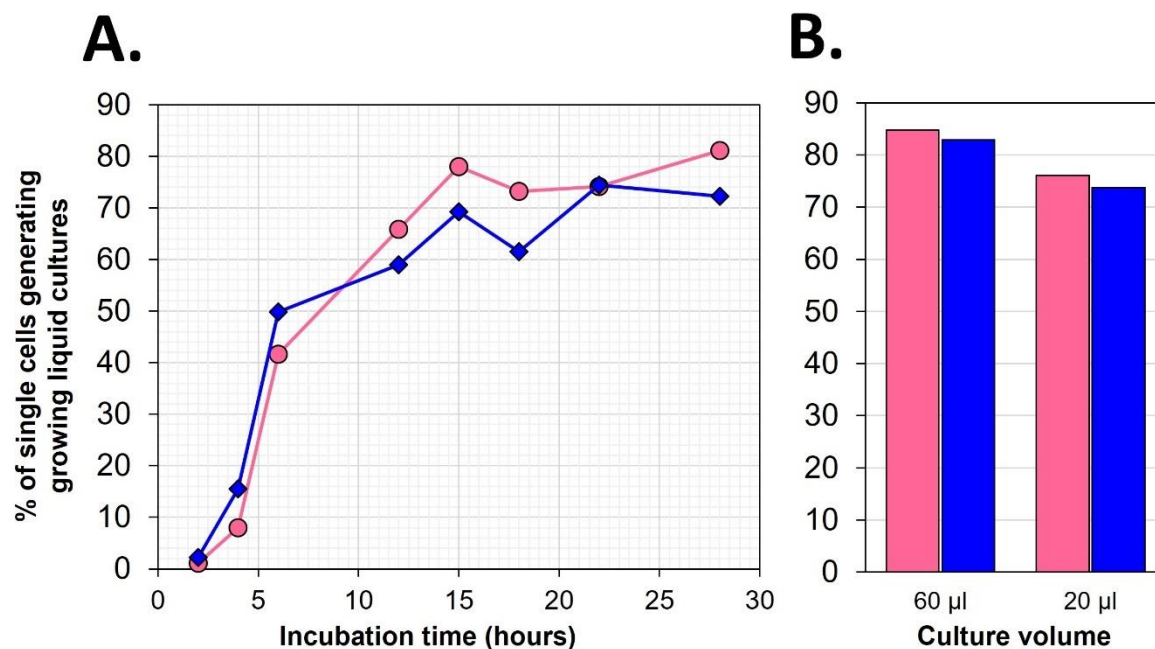 A.
% of single cells generating
growing liquid cultures
90
80
70
60
50
40
30
20
10
0
0 5 10 15 20 25 30
Incubation time (hours)
B.
90
80
70
60
50
40
30
20
10
0
60 µl 20 µl
Culture volume